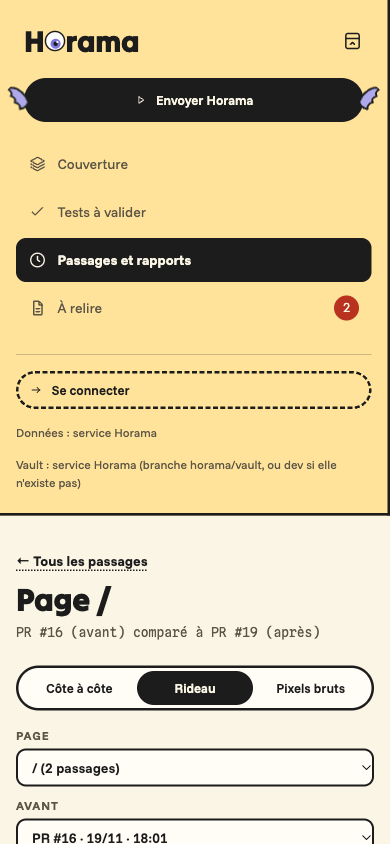 Horama
Envoyer Horama
Couverture
Tests à valider
Passages et rapports
À relire
2
Se connecter
Données : service Horama
Vault : service Horama (branche horama/vault, ou dev si elle
n'existe pas)
← Tous les passages
Page /
PR #16 (avant) comparé à PR #19 (après)
Côte à côte
Rideau
Pixels bruts
PAGE
/ (2 passages)
AVANT
PR #16 · 19/11 · 18:01